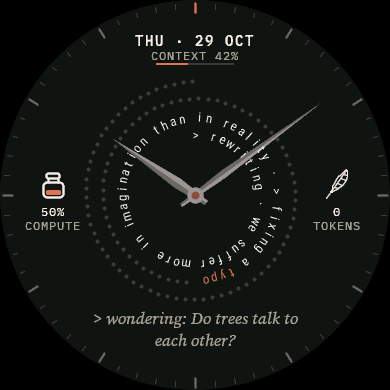 THU · 29 OCT
CONTEXT 42%
> rewriting · we suffer more in imagination than in reality · > fixing a typo
50%
COMPUTE
0
TOKENS
> wondering: Do trees talk to
each other?